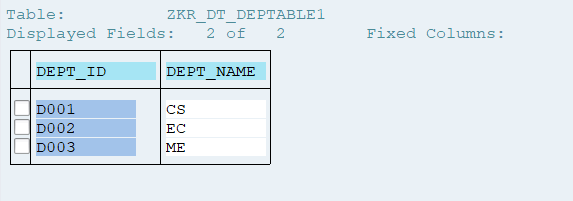 Table: ZKR_DT_DEPTABLE1
Displayed Fields: 2 of 2 Fixed Columns:
DEPT_ID DEPT_NAME
D001 CS
D002 EC
D003 ME